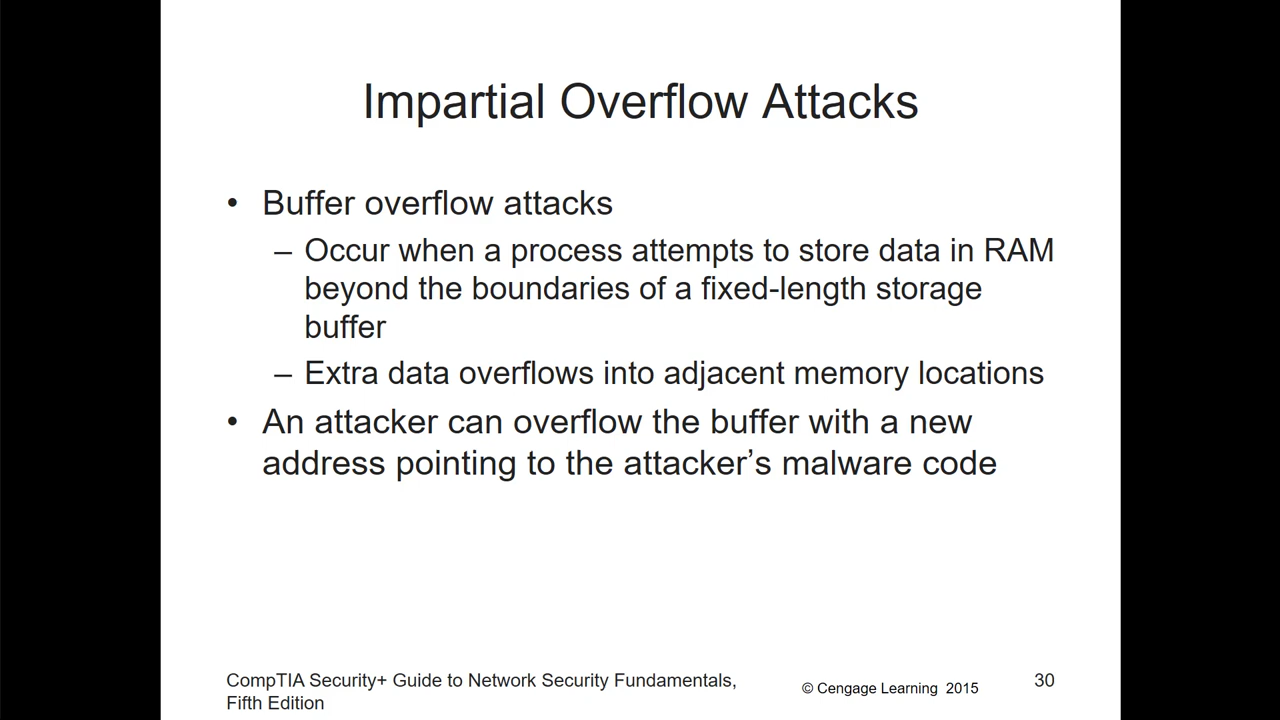 Impartial Overflow Attacks
• Buffer overflow attacks
– Occur when a process attempts to store data in RAM
beyond the boundaries of a fixed-length storage
buffer
– Extra data overflows into adjacent memory locations
• An attacker can overflow the buffer with a new
address pointing to the attacker’s malware code
CompTIA Security+ Guide to Network Security Fundamentals,
Fifth Edition
© Cengage Learning 2015
30